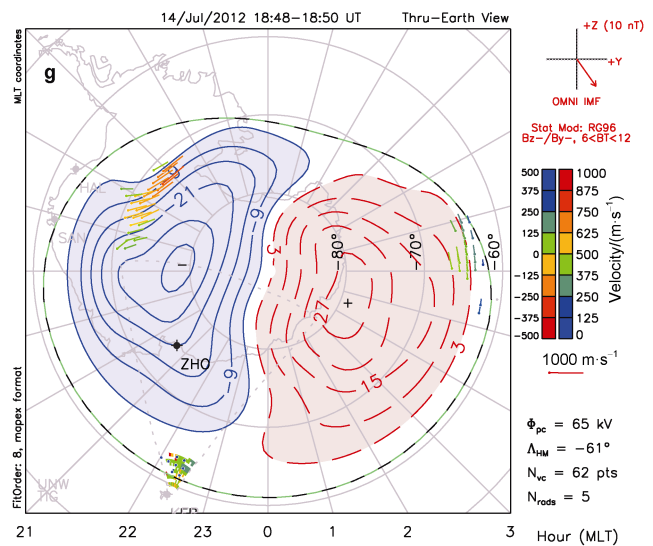 14/Jul/2012 18:48-18:50 UT
Thru-Earth View
MLT coordinates
FitOrder: 8, mapex format
g
HAL
SAN
ZHO
UNW
TIG
KER
-9
-21
-9
-9
3
27
15
3
-80°
-70°
-60°
21 22 23 0 1 2 3
Hour (MLT)
+Z (10 nT)
+Y
OMNI IMF
Stat Mod: RG96
Bz-/By-, 6<BT<12
500 1000
375 875
250 750
125 625
0 500
-125 375
-250 250
-375 125
-500 0
Velocity/(m·s⁻¹)
1000 m·s⁻¹
Φpc = 65 kV
ΛHM = -61°
Nvc = 62 pts
Nrads = 5